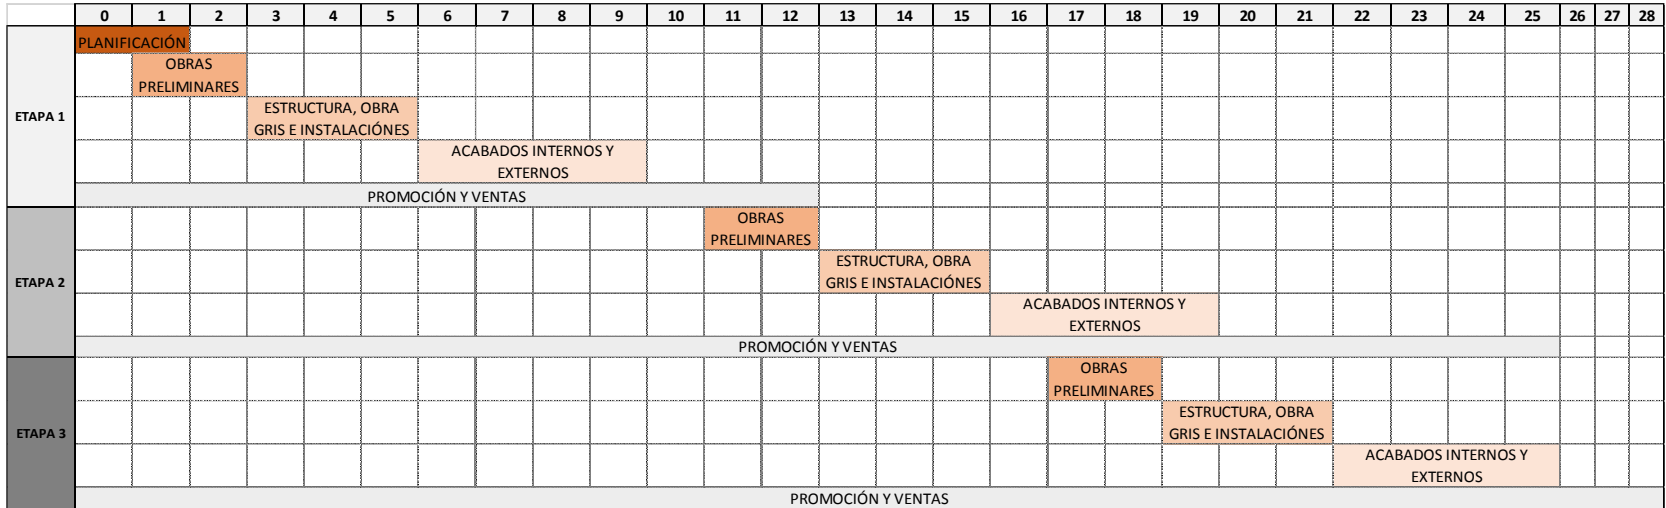 0 1 2 3 4 5 6 7 8 9 10 11 12 13 14 15 16 17 18 19 20 21 22 23 24 25 26 27 28
ETAPA 1
PLANIFICACIÓN
OBRAS
PRELIMINARES
ESTRUCTURA, OBRA
GRIS E INSTALACIÓNES
ACABADOS INTERNOS Y
EXTERNOS
PROMOCIÓN Y VENTAS
ETAPA 2
OBRAS
PRELIMINARES
ESTRUCTURA, OBRA
GRIS E INSTALACIÓNES
ACABADOS INTERNOS Y
EXTERNOS
PROMOCIÓN Y VENTAS
ETAPA 3
OBRAS
PRELIMINARES
ESTRUCTURA, OBRA
GRIS E INSTALACIÓNES
ACABADOS INTERNOS Y
EXTERNOS
PROMOCIÓN Y VENTAS